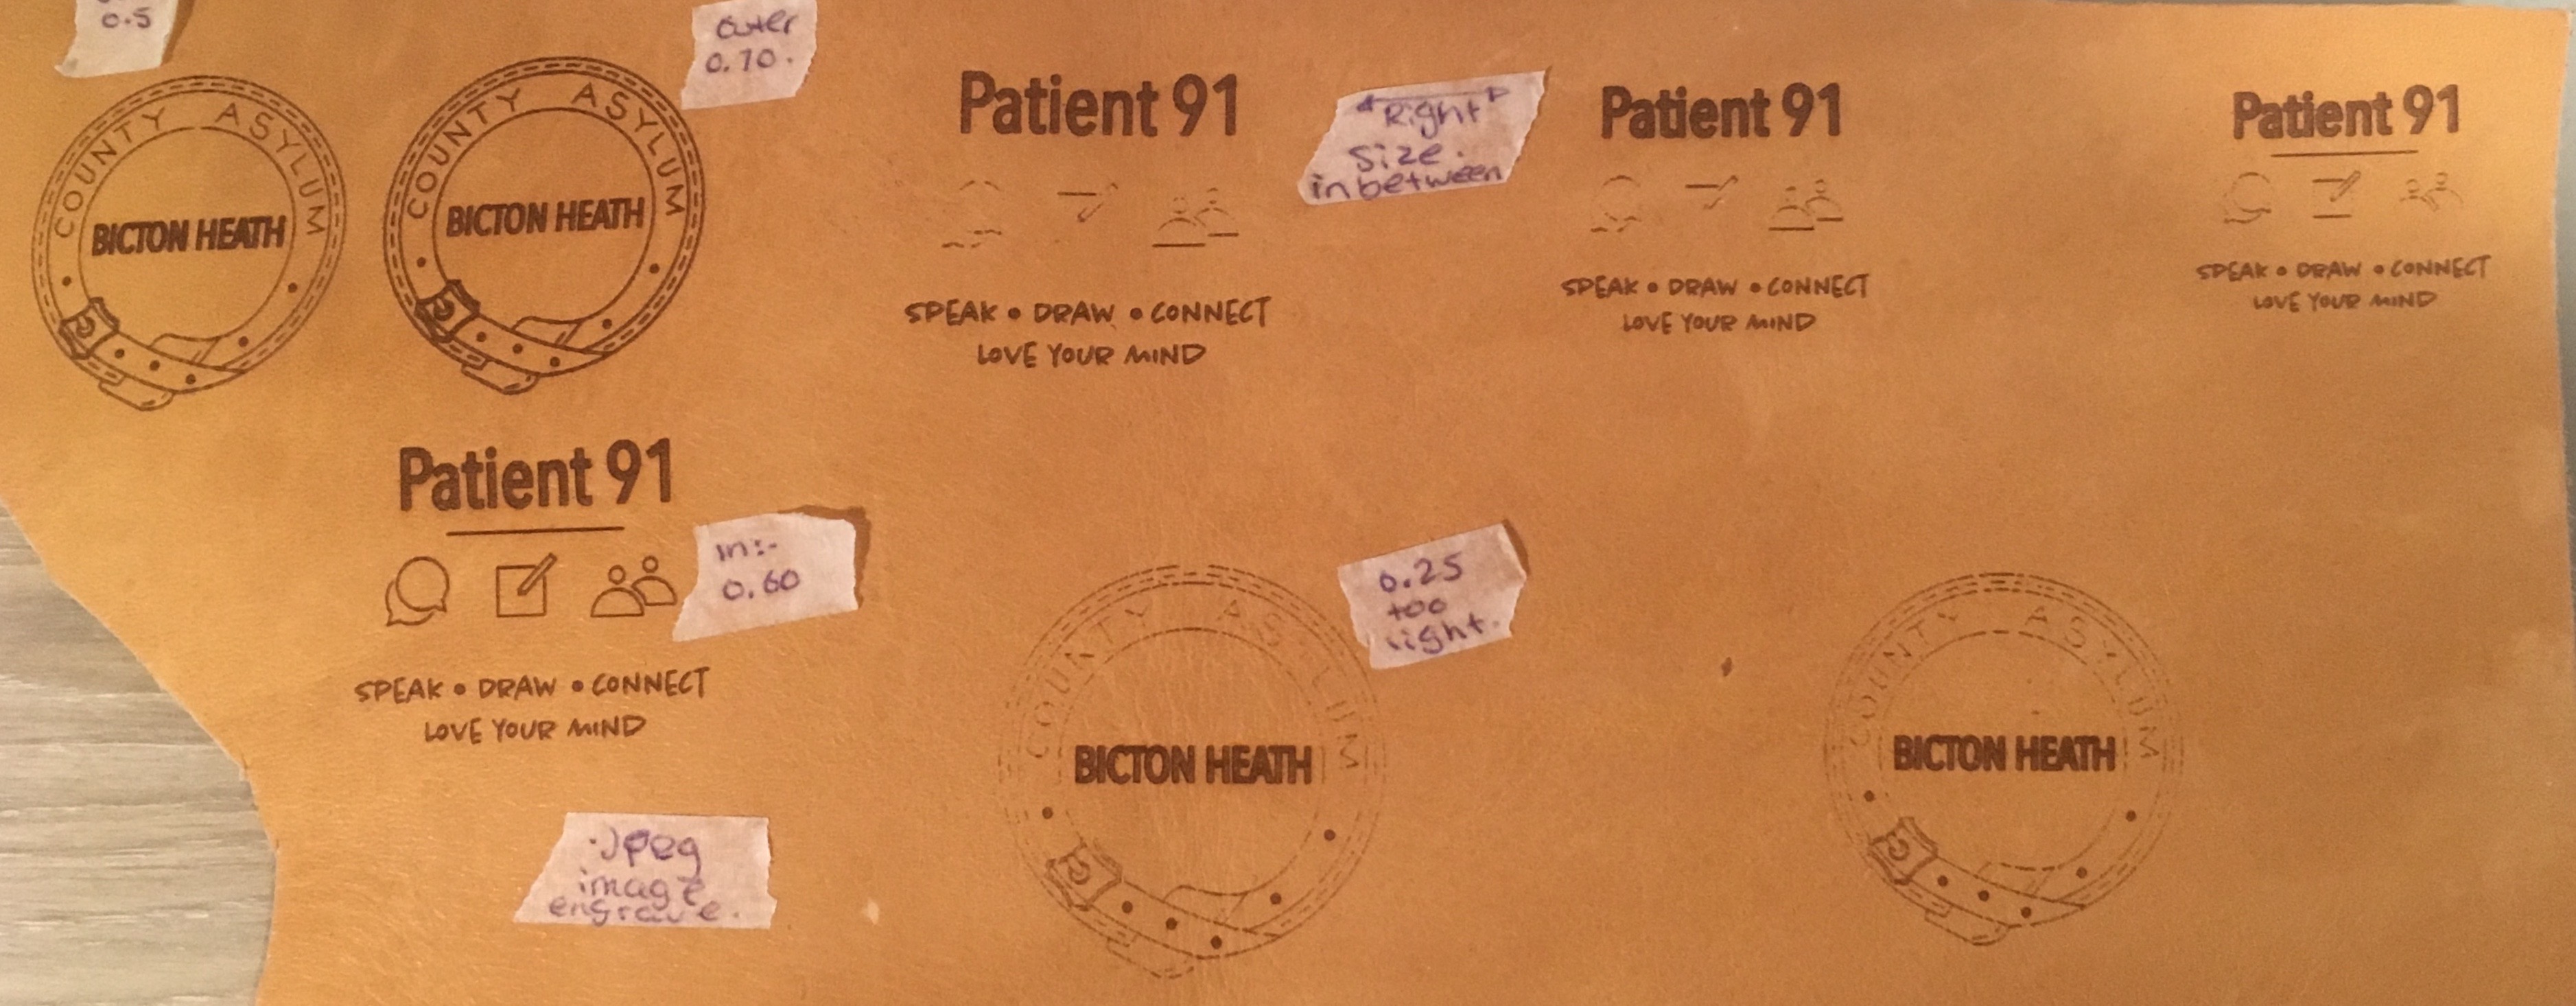 0.5
outer
0.70.
COUNTY ASYLUM
BICTON HEATH
COUNTY ASYLUM
BICTON HEATH
Patient 91
SPEAK • DRAW • CONNECT
LOVE YOUR MIND
Right
size.
in between
Patient 91
SPEAK • DRAW • CONNECT
LOVE YOUR MIND
Patient 91
SPEAK • DRAW • CONNECT
LOVE YOUR MIND
Patient 91
SPEAK • DRAW • CONNECT
LOVE YOUR MIND
in:-
0.60
.Jpeg
image
engrave.
COUNTY ASYLUM
BICTON HEATH
0.25
too
light.
COUNTY ASYLUM
BICTON HEATH